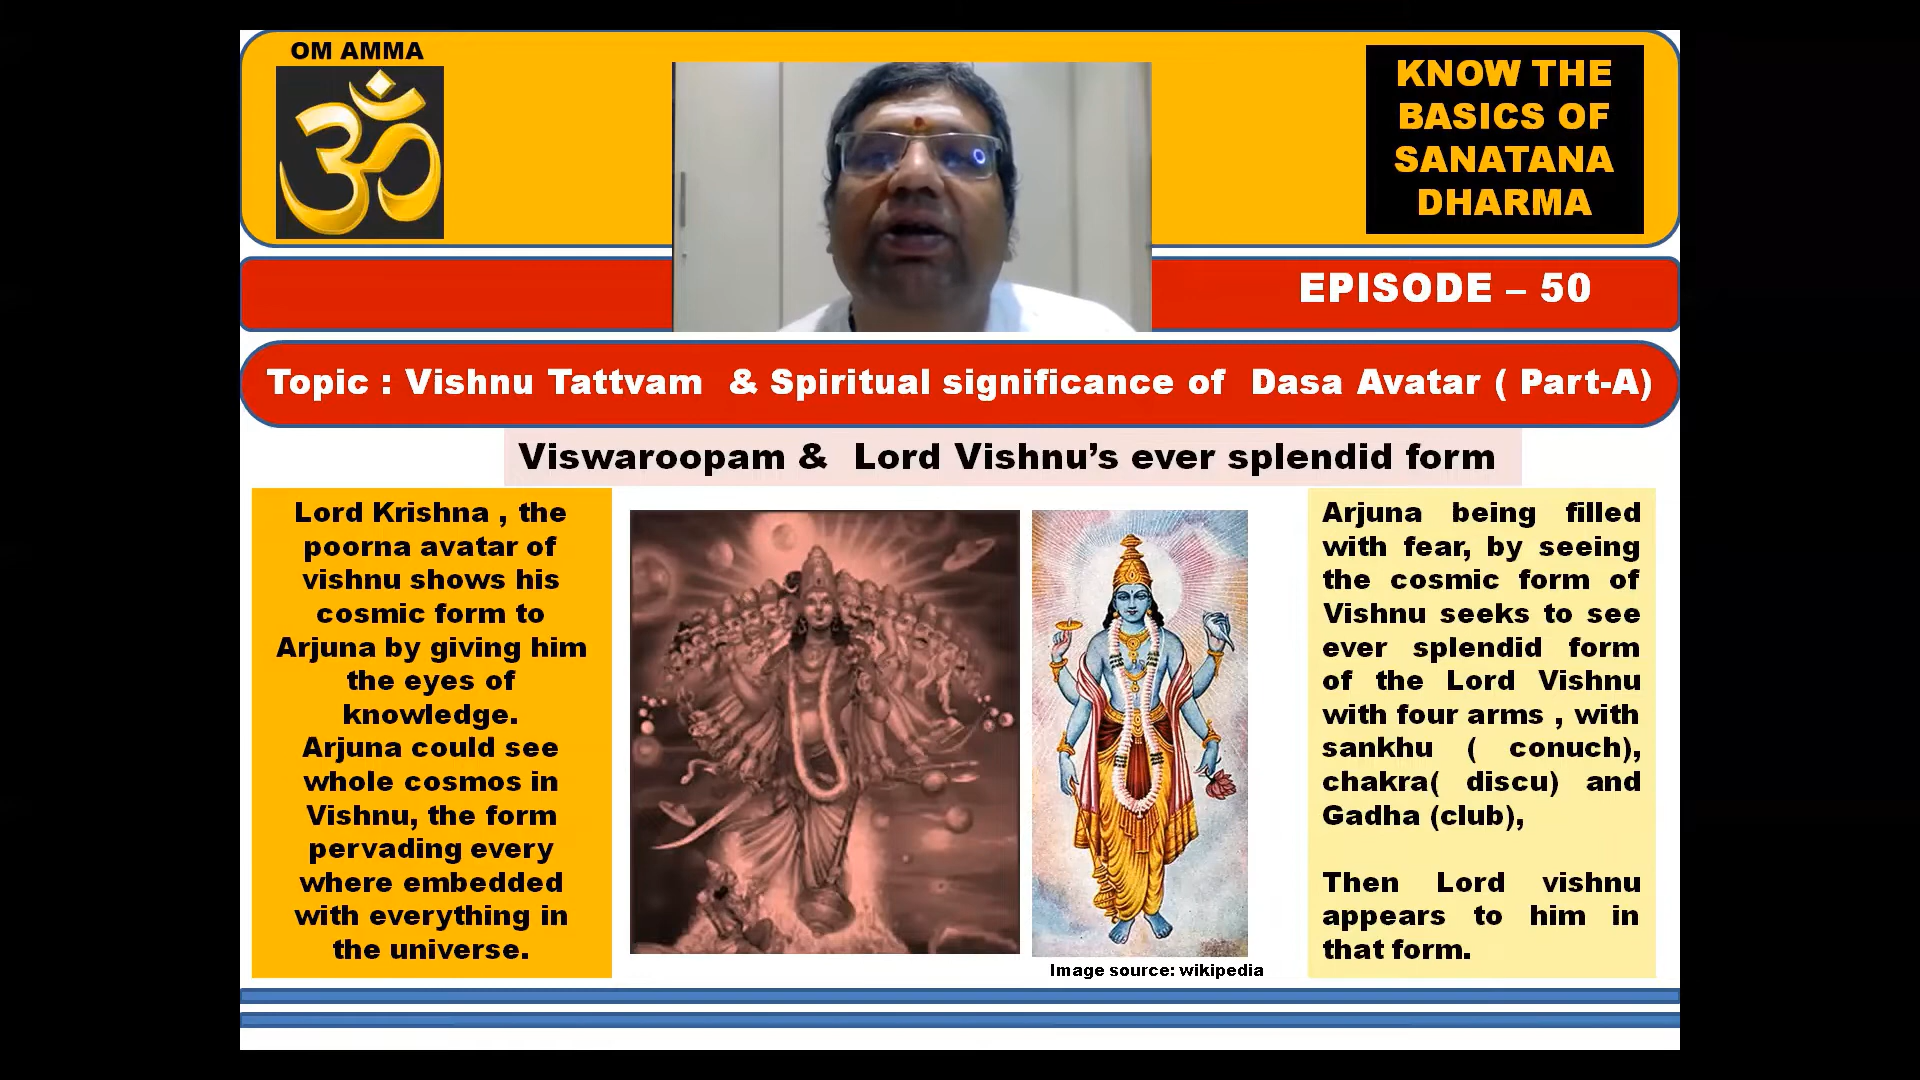 OM AMMA
KNOW THE
BASICS OF
SANATANA
DHARMA
EPISODE – 50
Topic : Vishnu Tattvam & Spiritual significance of Dasa Avatar ( Part-A)
Viswaroopam & Lord Vishnu’s ever splendid form
Lord Krishna , the
poorna avatar of
vishnu shows his
cosmic form to
Arjuna by giving him
the eyes of
knowledge.
Arjuna could see
whole cosmos in
Vishnu, the form
pervading every
where embedded
with everything in
the universe.
Arjuna being filled
with fear, by seeing
the cosmic form of
Vishnu seeks to see
ever splendid form
of the Lord Vishnu
with four arms , with
sankhu ( conuch),
chakra( discu) and
Gadha (club),
Then Lord vishnu
appears to him in
that form.
Image source: wikipedia